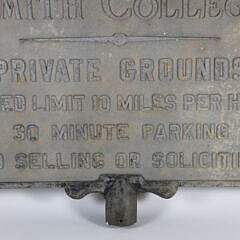 MITH COLLEG
PRIVATE GROUNDS
ED LIMIT 10 MILES PER H
30 MINUTE PARKING
O SELLING OR SOLICITI